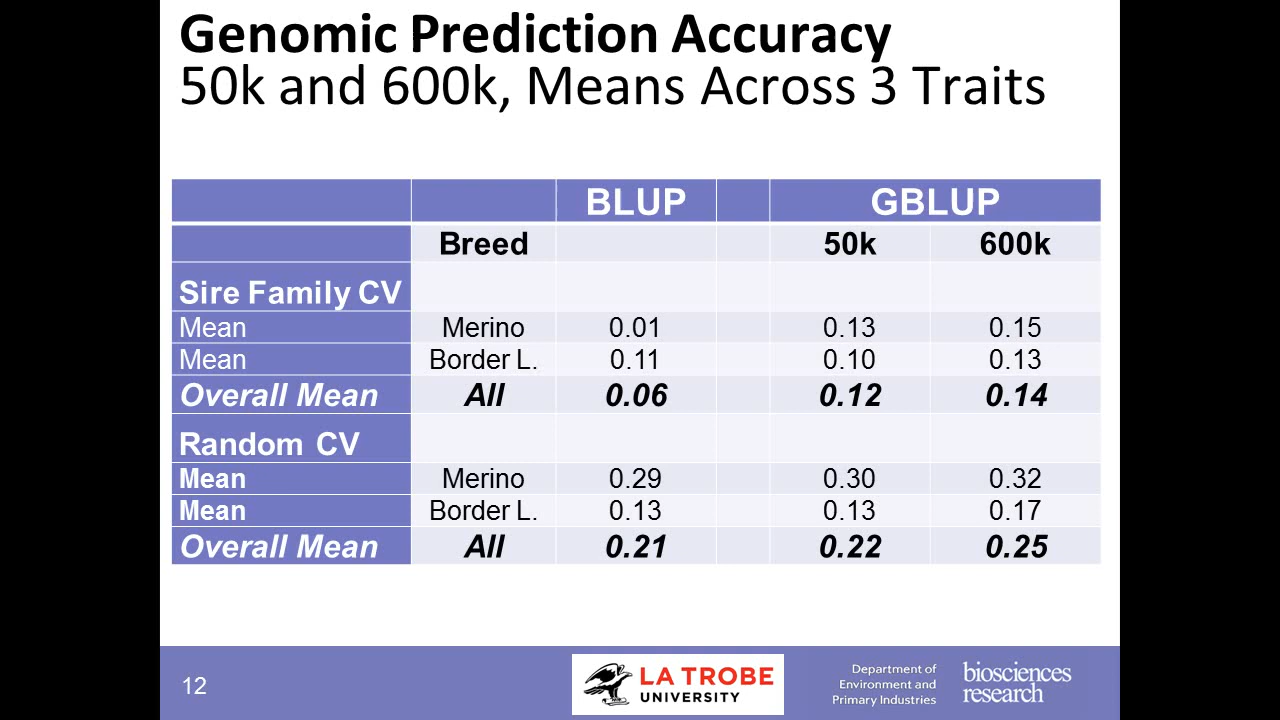 Genomic Prediction Accuracy
50k and 600k, Means Across 3 Traits
BLUP GBLUP
Breed 50k 600k
Sire Family CV
Mean Merino 0.01 0.13 0.15
Mean Border L. 0.11 0.10 0.13
Overall Mean All 0.06 0.12 0.14
Random CV
Mean Merino 0.29 0.30 0.32
Mean Border L. 0.13 0.13 0.17
Overall Mean All 0.21 0.22 0.25
12
LA TROBE
UNIVERSITY
Department of
Environment and
Primary Industries
biosciences
research